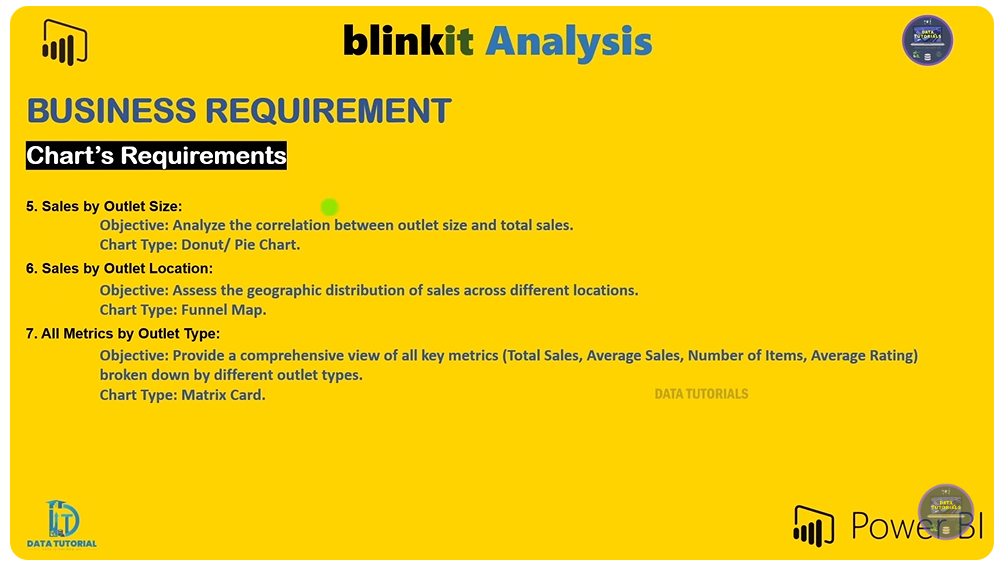 blinkit Analysis
DATA
TUTORIALS
BUSINESS REQUIREMENT
Chart’s Requirements
5. Sales by Outlet Size:
Objective: Analyze the correlation between outlet size and total sales.
Chart Type: Donut/ Pie Chart.
6. Sales by Outlet Location:
Objective: Assess the geographic distribution of sales across different locations.
Chart Type: Funnel Map.
7. All Metrics by Outlet Type:
Objective: Provide a comprehensive view of all key metrics (Total Sales, Average Sales, Number of Items, Average Rating)
broken down by different outlet types.
Chart Type: Matrix Card.
DATA TUTORIALS
DATA TUTORIAL
Power BI
DATA
TUTORIALS